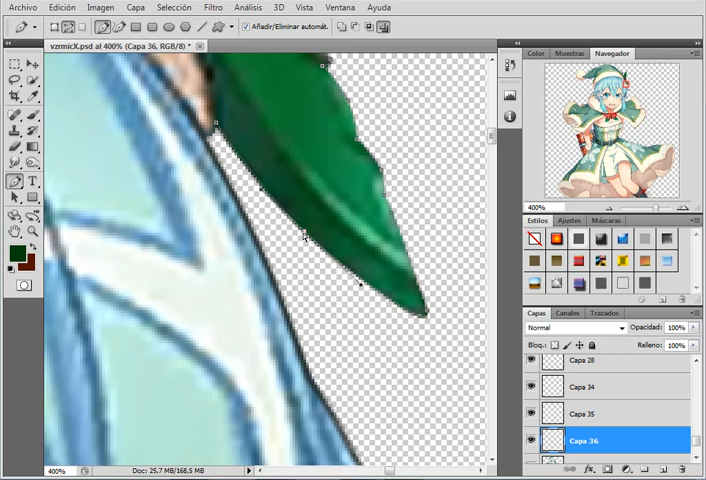 Archivo Edición Imagen Capa Selección Filtro Análisis 3D Vista Ventana Ayuda
Añadir/Eliminar automát.
vzrmicX.psd al 400% (Capa 36, RGB/8) *
Color Muestras Navegador
400%
Estilos Ajustes Máscaras
Capas Canales Trazados
Normal Opacidad: 100%
Bloq.: Relleno: 100%
Capa 28
Capa 34
Capa 35
Capa 36
400% Doc: 25,7 MB/168,5 MB